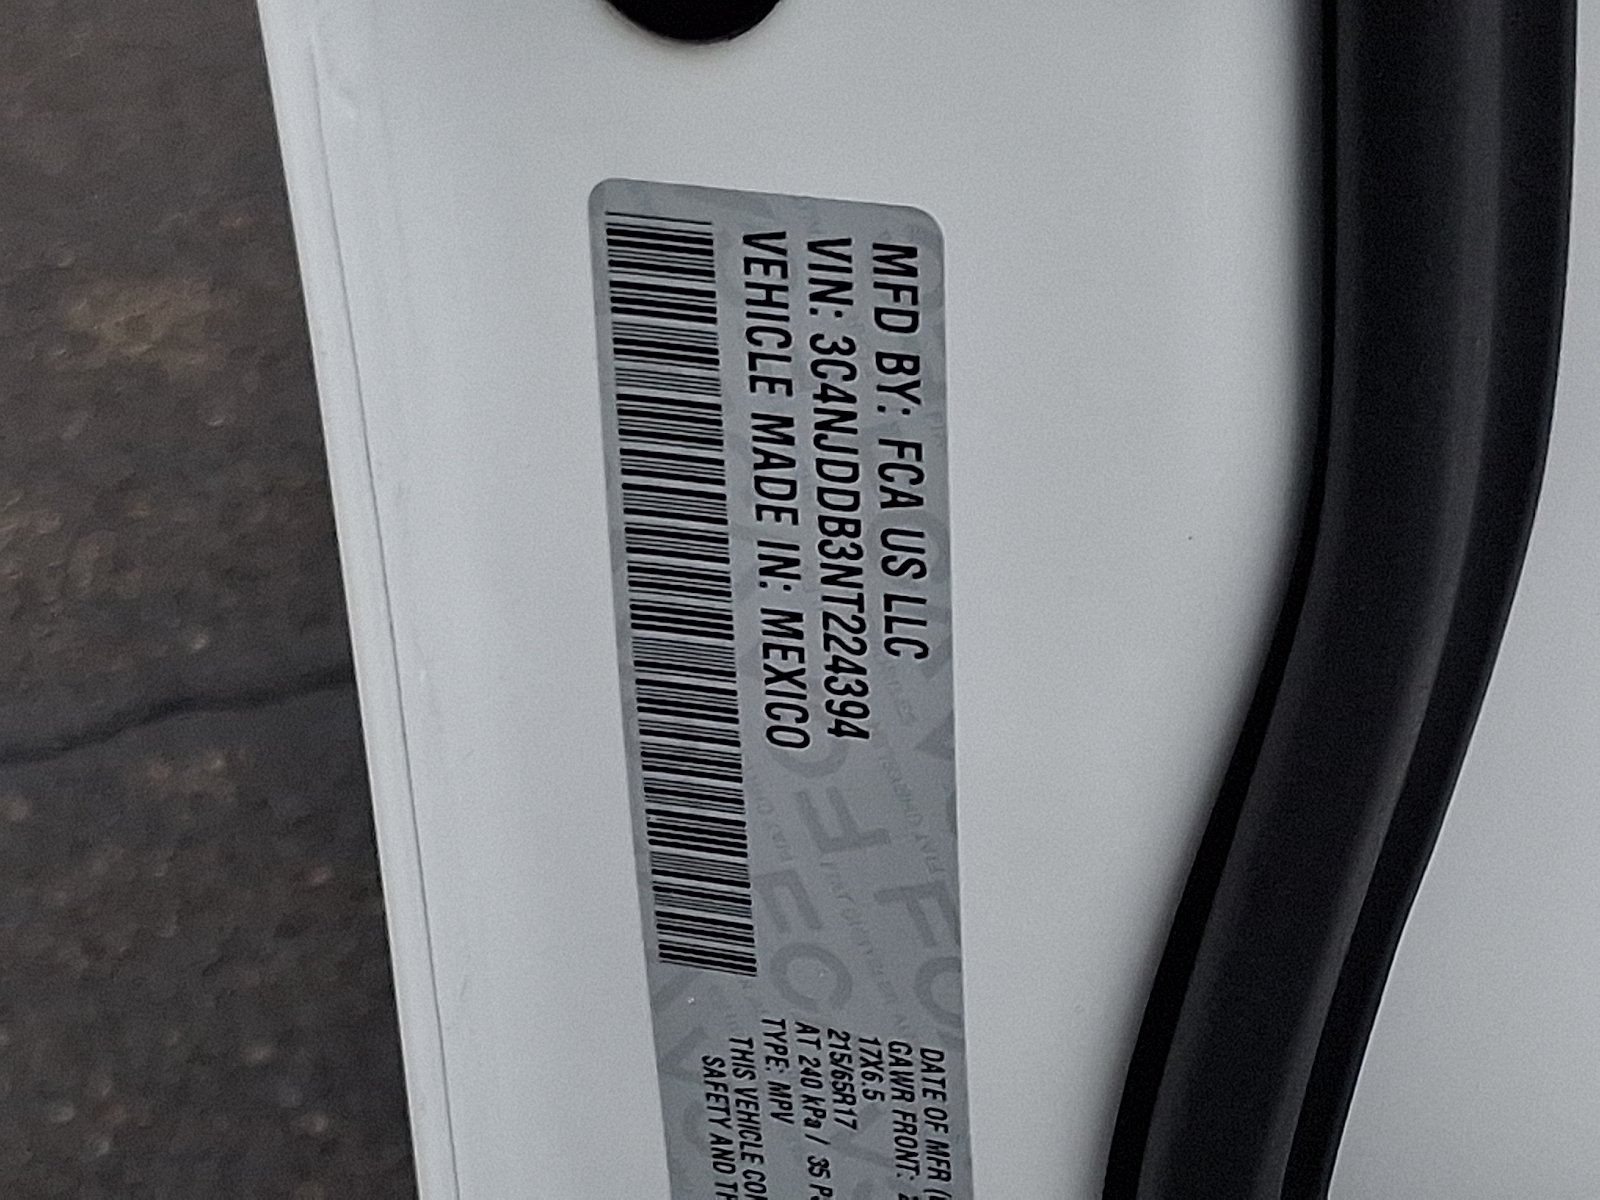 MFD BY: FCA US LLC
VIN: 3C4NJDDB3NT224394
VEHICLE MADE IN: MEXICO
DATE OF MFR
GAWR FRONT:
17X6.5
215/65R17
AT 240 kPa / 35
TYPE: MPV
THIS VEHICLE
SAFETY AND